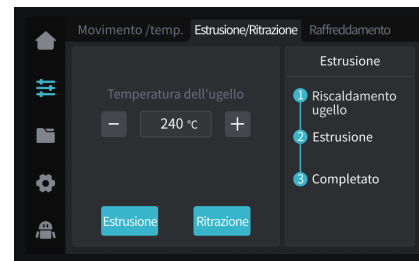 Movimento /temp. Estrusione/Ritrazione Raffreddamento
Temperatura dell'ugello
240 °C
Estrusione Ritrazione
Estrusione
1 Riscaldamento
ugello
2 Estrusione
3 Completato